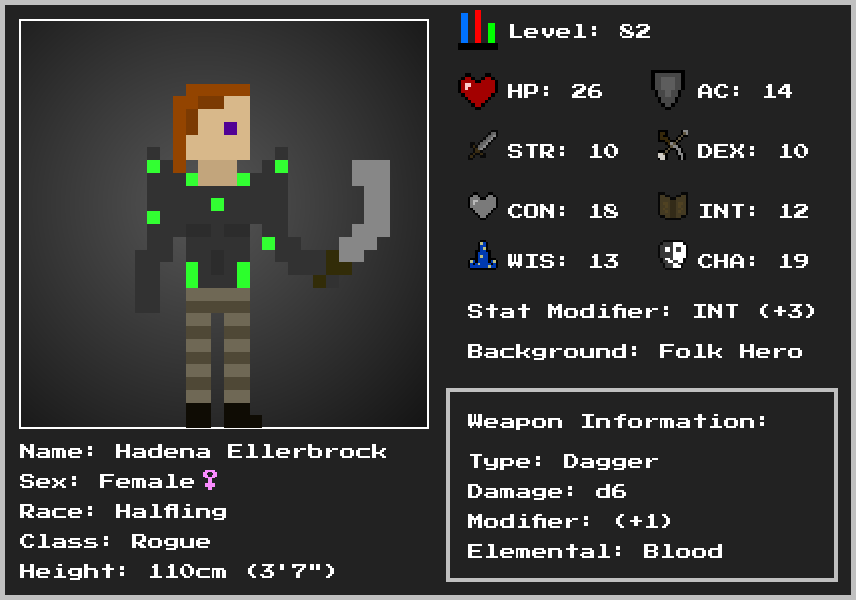 Level: 82
HP: 26 AC: 14
STR: 10 DEX: 10
CON: 18 INT: 12
WIS: 13 CHA: 19
Stat Modifier: INT (+3)
Background: Folk Hero
Weapon Information:
Type: Dagger
Damage: d6
Modifier: (+1)
Elemental: Blood
Name: Hadena Ellerbrock
Sex: Female♀
Race: Halfling
Class: Rogue
Height: 110cm (3'7")